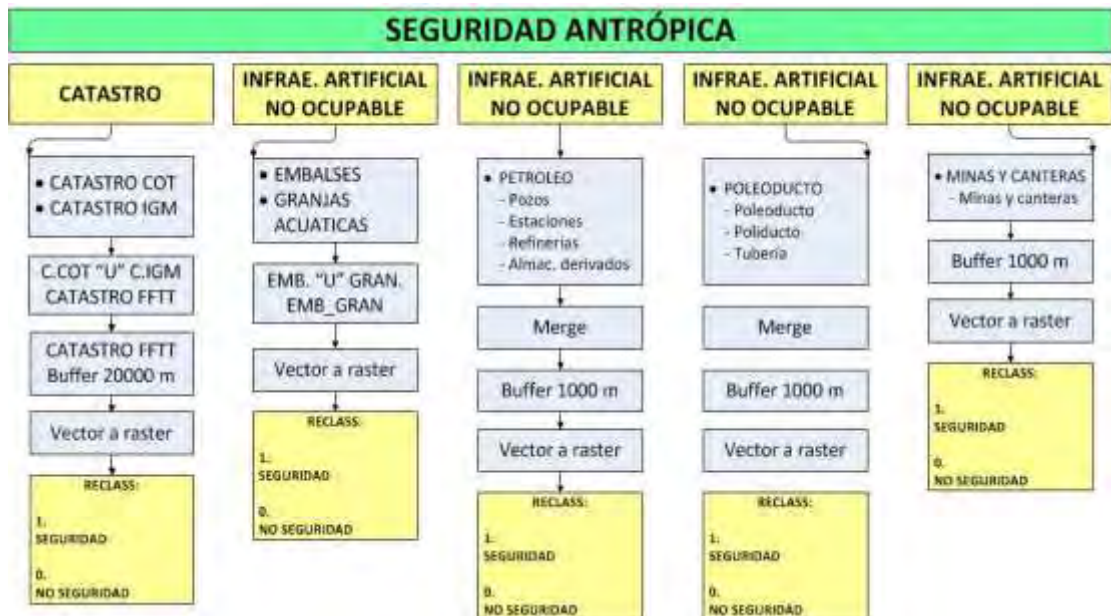 SEGURIDAD ANTRÓPICA
CATASTRO
• CATASTRO COT
• CATASTRO IGM
C.COT "U" C.IGM
CATASTRO FFTT
CATASTRO FFTT
Buffer 20000 m
Vector a raster
RECLASS:
1.
SEGURIDAD
0.
NO SEGURIDAD
INFRAE. ARTIFICIAL
NO OCUPABLE
• EMBALSES
• GRANJAS
ACUATICAS
EMB. "U" GRAN.
EMB_GRAN
Vector a raster
RECLASS:
1.
SEGURIDAD
0.
NO SEGURIDAD
INFRAE. ARTIFICIAL
NO OCUPABLE
• PETROLEO
- Pozos
- Estaciones
- Refinerias
- Almac. derivados
Merge
Buffer 1000 m
Vector a raster
RECLASS:
1.
SEGURIDAD
0.
NO SEGURIDAD
INFRAE. ARTIFICIAL
NO OCUPABLE
• POLEODUCTO
- Poleoducto
- Poliducto
- Tubería
Merge
Buffer 1000 m
Vector a raster
RECLASS:
1.
SEGURIDAD
0.
NO SEGURIDAD
INFRAE. ARTIFICIAL
NO OCUPABLE
• MINAS Y CANTERAS
- Minas y canteras
Buffer 1000 m
Vector a raster
RECLASS:
1.
SEGURIDAD
0.
NO SEGURIDAD